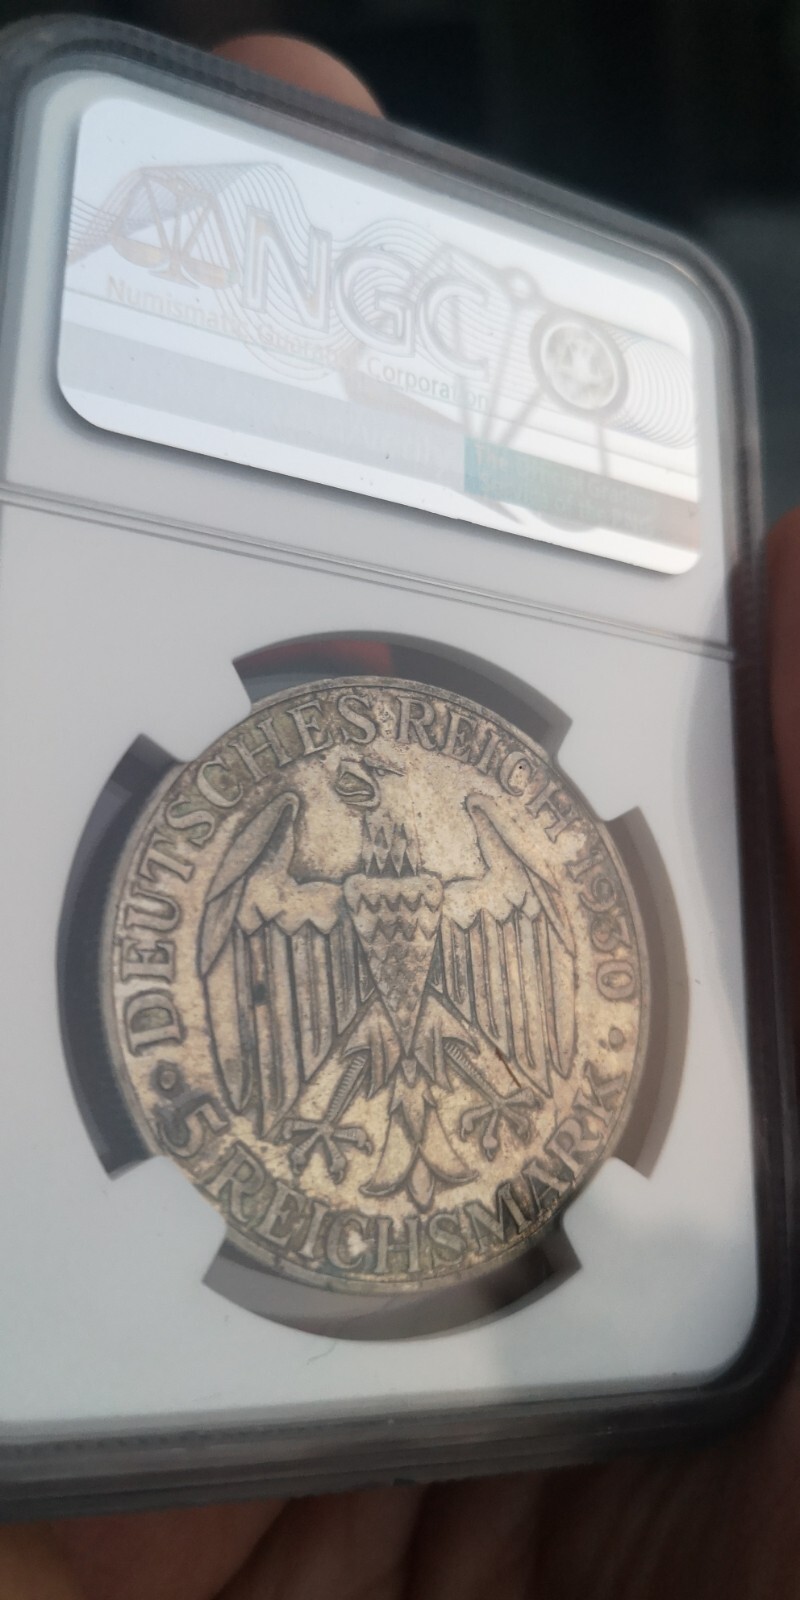 NGC
Numismatic Guaranty Corporation
DEUTSCHES REICH 1930
5 REICHSMARK